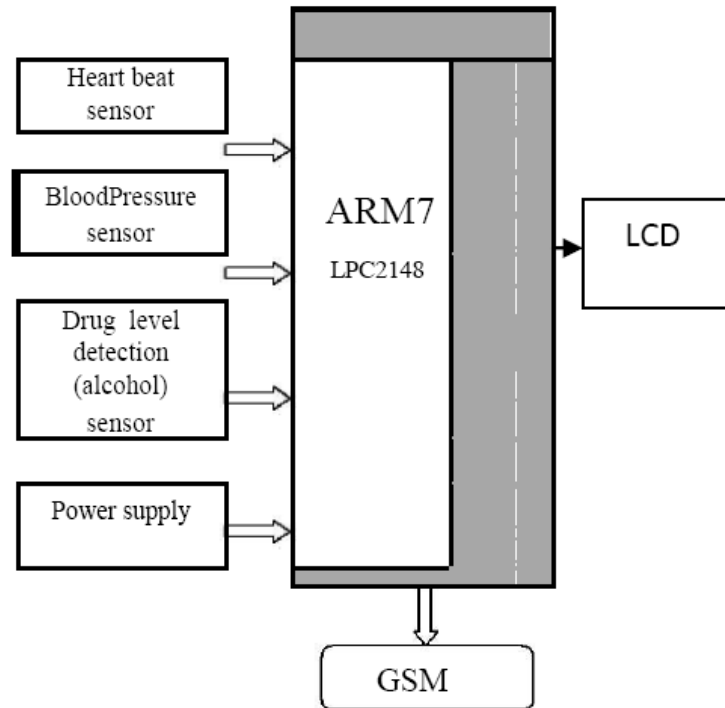 Heart beat
sensor
BloodPressure
sensor
Drug level
detection
(alcohol)
sensor
Power supply
ARM7
LPC2148
LCD
GSM